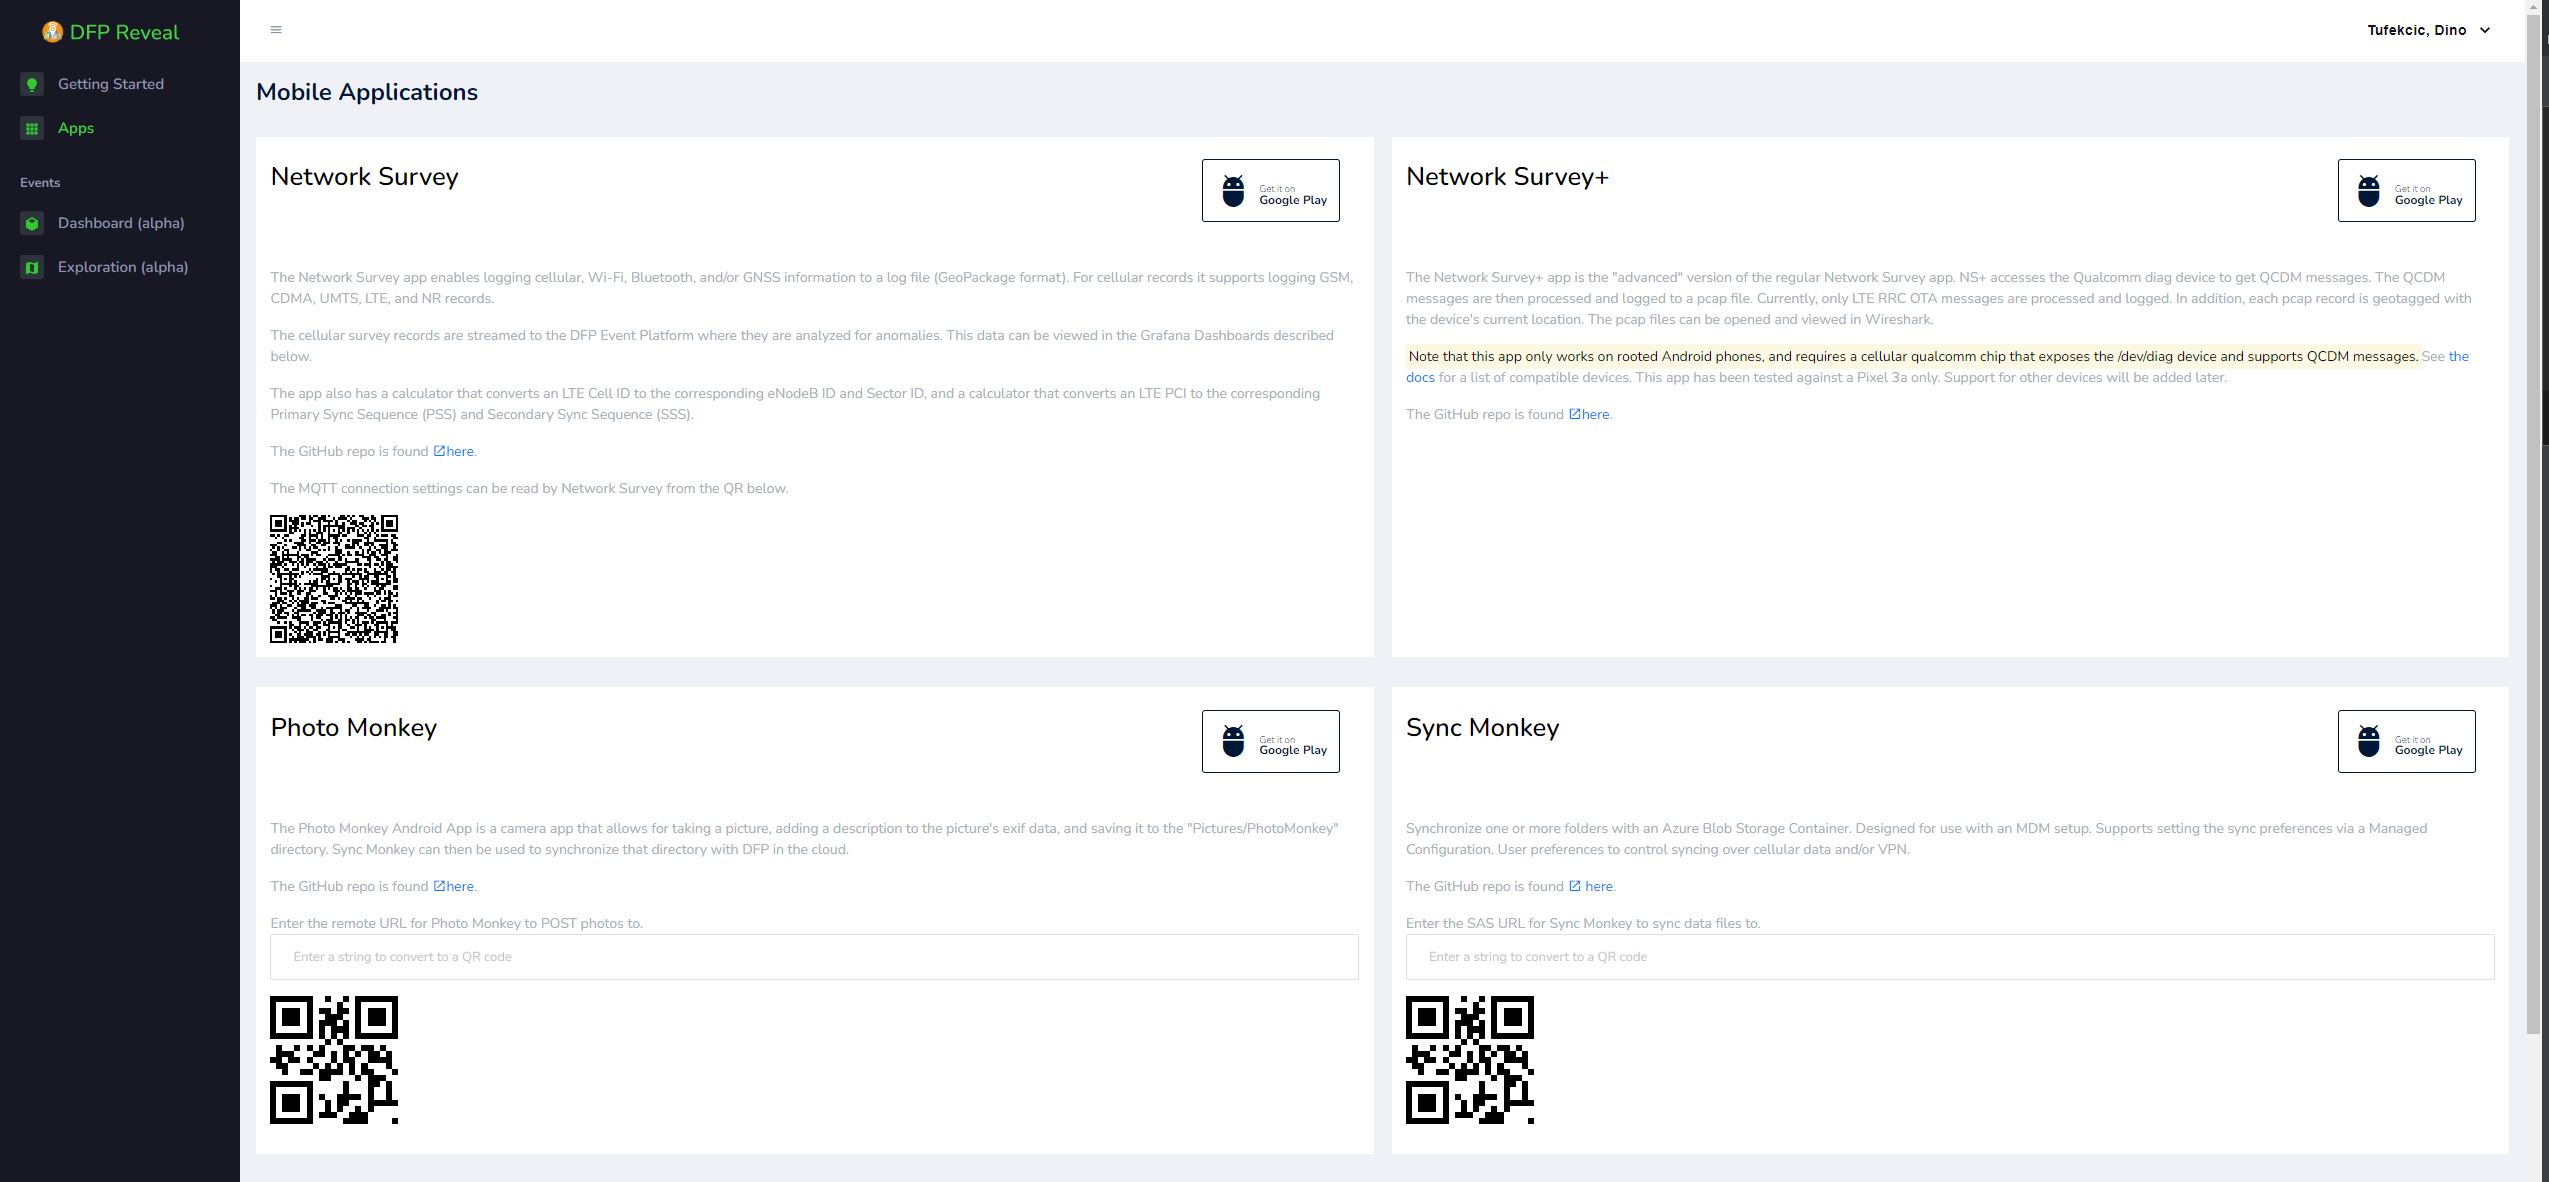 DFP Reveal
Getting Started
Apps
Events
Dashboard (alpha)
Exploration (alpha)
Tufekcic, Dino
Mobile Applications
Network Survey
Get it on
Google Play
The Network Survey app enables logging cellular, Wi-Fi, Bluetooth, and/or GNSS information to a log file (GeoPackage format). For cellular records it supports logging GSM,
CDMA, UMTS, LTE, and NR records.
The cellular survey records are streamed to the DFP Event Platform where they are analyzed for anomalies. This data can be viewed in the Grafana Dashboards described
below.
The app also has a calculator that converts an LTE Cell ID to the corresponding eNodeB ID and Sector ID, and a calculator that converts an LTE PCI to the corresponding
Primary Sync Sequence (PSS) and Secondary Sync Sequence (SSS).
The GitHub repo is found here.
The MQTT connection settings can be read by Network Survey from the QR below.
Network Survey+
Get it on
Google Play
The Network Survey+ app is the "advanced" version of the regular Network Survey app. NS+ accesses the Qualcomm diag device to get QCDM messages. The QCDM
messages are then processed and logged to a pcap file. Currently, only LTE RRC OTA messages are processed and logged. In addition, each pcap record is geotagged with
the device's current location. The pcap files can be opened and viewed in Wireshark.
Note that this app only works on rooted Android phones, and requires a cellular qualcomm chip that exposes the /dev/diag device and supports QCDM messages. See the
docs for a list of compatible devices. This app has been tested against a Pixel 3a only. Support for other devices will be added later.
The GitHub repo is found here.
Photo Monkey
Get it on
Google Play
The Photo Monkey Android App is a camera app that allows for taking a picture, adding a description to the picture's exif data, and saving it to the "Pictures/PhotoMonkey"
directory. Sync Monkey can then be used to synchronize that directory with DFP in the cloud.
The GitHub repo is found here.
Enter the remote URL for Photo Monkey to POST photos to.
Enter a string to convert to a QR code
Sync Monkey
Get it on
Google Play
Synchronize one or more folders with an Azure Blob Storage Container. Designed for use with an MDM setup. Supports setting the sync preferences via a Managed
Configuration. User preferences to control syncing over cellular data and/or VPN.
The GitHub repo is found here.
Enter the SAS URL for Sync Monkey to sync data files to.
Enter a string to convert to a QR code